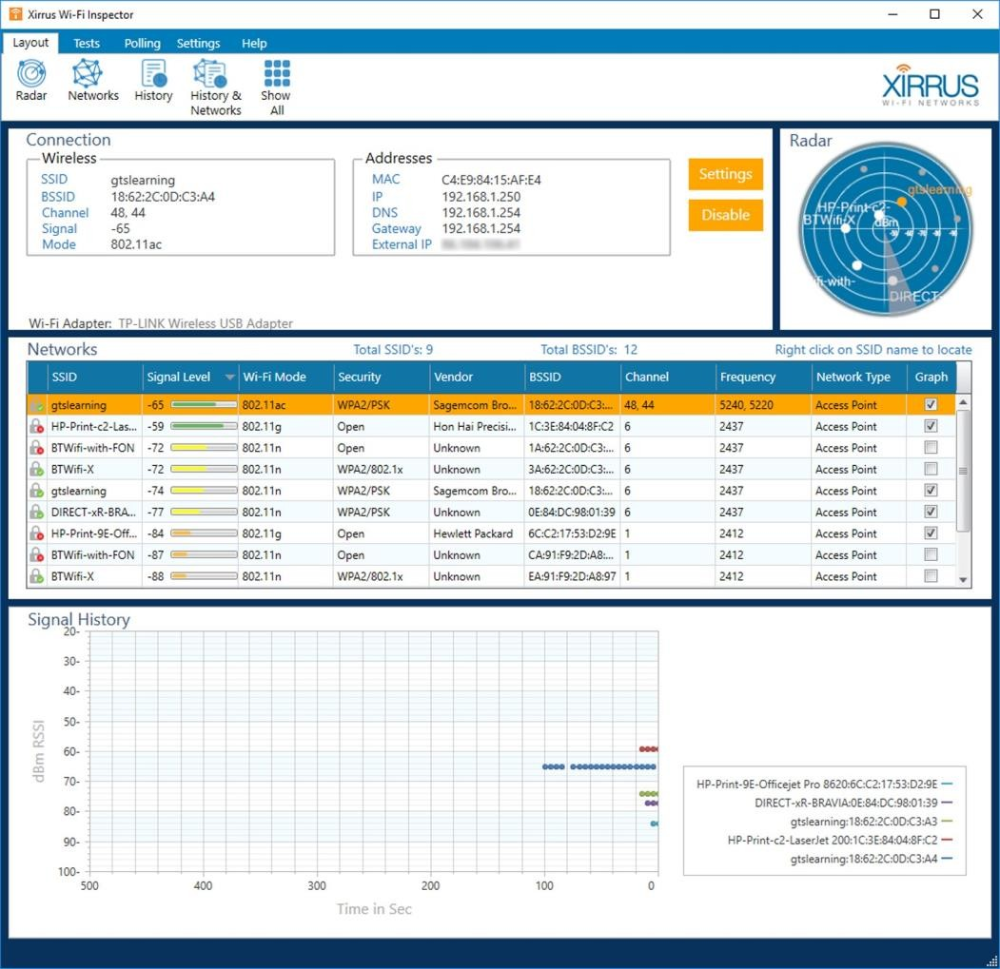 Xirrus Wi-Fi Inspector
Layout Tests Polling Settings Help
Radar Networks History History & Networks Show All
XIRRUS
WI-FI NETWORKS
Connection
Wireless
SSID gtslearning
BSSID 18:62:2C:0D:C3:A4
Channel 48, 44
Signal -65
Mode 802.11ac
Addresses
MAC C4:E9:84:15:AF:E4
IP 192.168.1.250
DNS 192.168.1.254
Gateway 192.168.1.254
External IP
Settings
Disable
Wi-Fi Adapter: TP-LINK Wireless USB Adapter
Radar
gtslearning
HP-Print-c2-
BTWifi-X
dBm
-50 -60 -70 -80 -90
ifi-with-
DIRECT-
Networks Total SSID's: 9 Total BSSID's: 12 Right click on SSID name to locate
SSID Signal Level Wi-Fi Mode Security Vendor BSSID Channel Frequency Network Type Graph
gtslearning -65 802.11ac WPA2/PSK Sagemcom Bro... 18:62:2C:0D:C3:... 48, 44 5240, 5220 Access Point
HP-Print-c2-Las... -59 802.11g Open Hon Hai Precisi... 1C:3E:84:04:8F:C2 6 2437 Access Point
BTWifi-with-FON -72 802.11n Open Unknown 1A:62:2C:0D:C3:... 6 2437 Access Point
BTWifi-X -72 802.11n WPA2/802.1x Unknown 3A:62:2C:0D:C3:... 6 2437 Access Point
gtslearning -74 802.11n WPA2/PSK Sagemcom Bro... 18:62:2C:0D:C3:... 6 2437 Access Point
DIRECT-xR-BRA... -77 802.11n WPA2/PSK Unknown 0E:84:DC:98:01:39 6 2437 Access Point
HP-Print-9E-Off... -84 802.11g Open Hewlett Packard 6C:C2:17:53:D2:9E 1 2412 Access Point
BTWifi-with-FON -87 802.11n Open Unknown CA:91:F9:2D:A8:... 1 2412 Access Point
BTWifi-X -88 802.11n WPA2/802.1x Unknown EA:91:F9:2D:A8:97 1 2412 Access Point
Signal History
20-
30-
40-
50-
60-
70-
80-
90-
100-
dBm RSSI
500 400 300 200 100 0
Time in Sec
HP-Print-9E-Officejet Pro 8620:6C:C2:17:53:D2:9E
DIRECT-xR-BRAVIA:0E:84:DC:98:01:39
gtslearning:18:62:2C:0D:C3:A3
HP-Print-c2-LaserJet 200:1C:3E:84:04:8F:C2
gtslearning:18:62:2C:0D:C3:A4